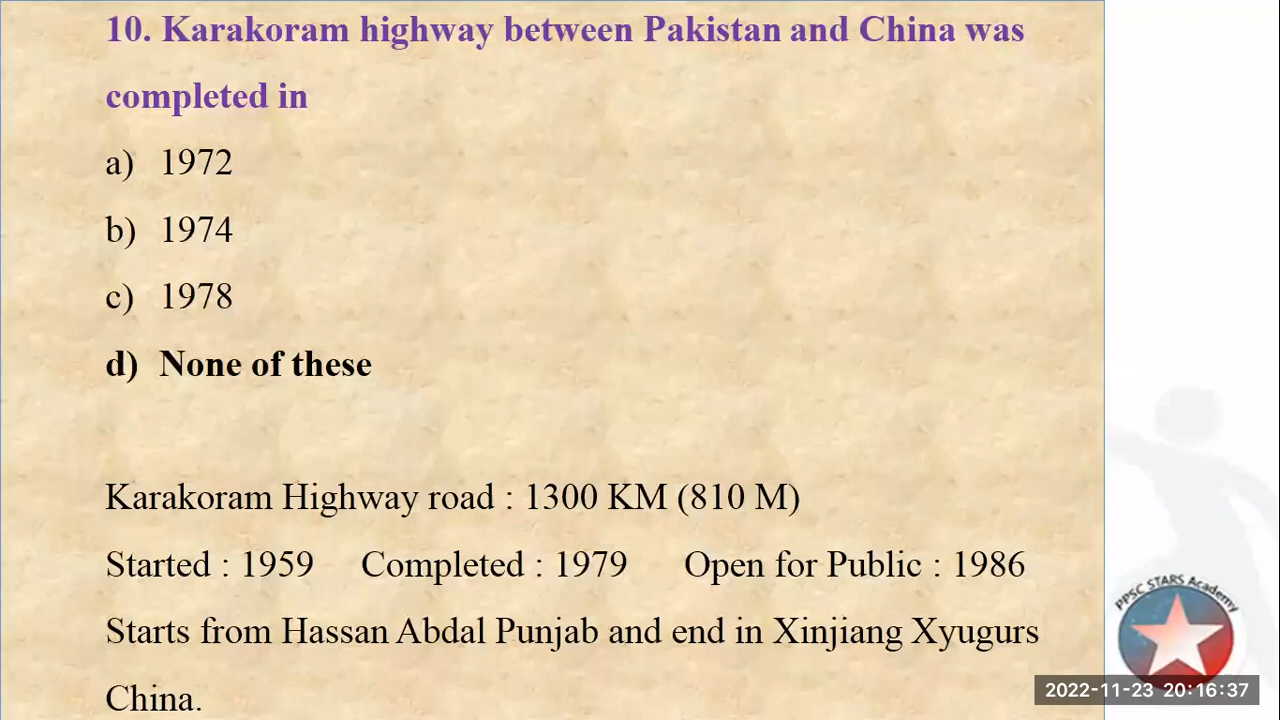 10. Karakoram highway between Pakistan and China was
completed in
a) 1972
b) 1974
c) 1978
d) None of these
Karakoram Highway road : 1300 KM (810 M)
Started : 1959 Completed : 1979 Open for Public : 1986
Starts from Hassan Abdal Punjab and end in Xinjiang Xyugurs
China.
PPSC STARS Academy
2022-11-23 20:16:37